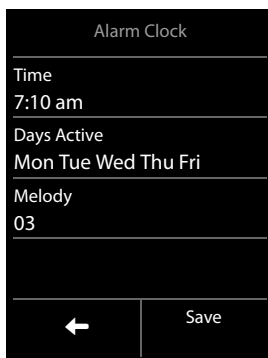 Alarm Clock
Time
7:10 am
Days Active
Mon Tue Wed Thu Fri
Melody
03
Save